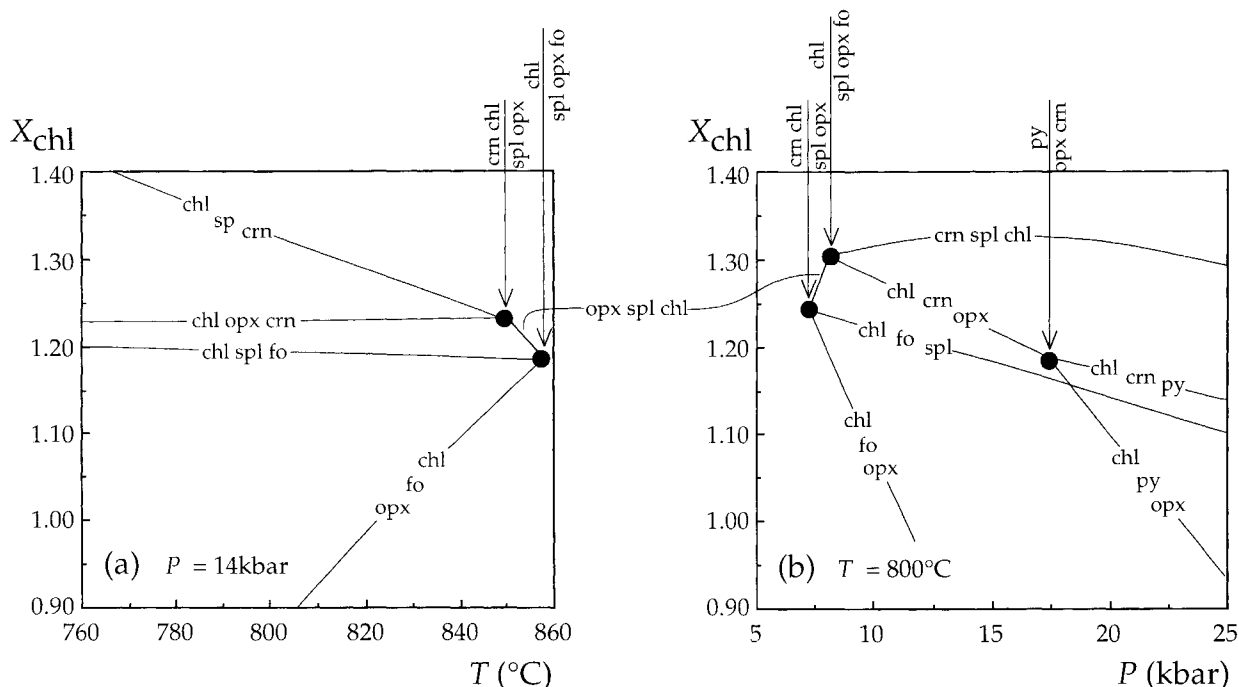 crn chl
spl opx
chl
spl opx fo
X chl
1.40
1.30
1.20
1.10
1.00
0.90
chl sp crn
chl opx crn
chl spl fo
opx spl chl
chl fo opx
(a) P = 14kbar
760 780 800 820 840 860
T (°C)
crn chl
spl opx
chl
spl opx fo
py
opx crn
X chl
1.40
1.30
1.20
1.10
1.00
0.90
crn spl chl
chl crn opx
chl fo spl
chl crn py
chl fo opx
chl py opx
(b) T = 800°C
5 10 15 20 25
P (kbar)